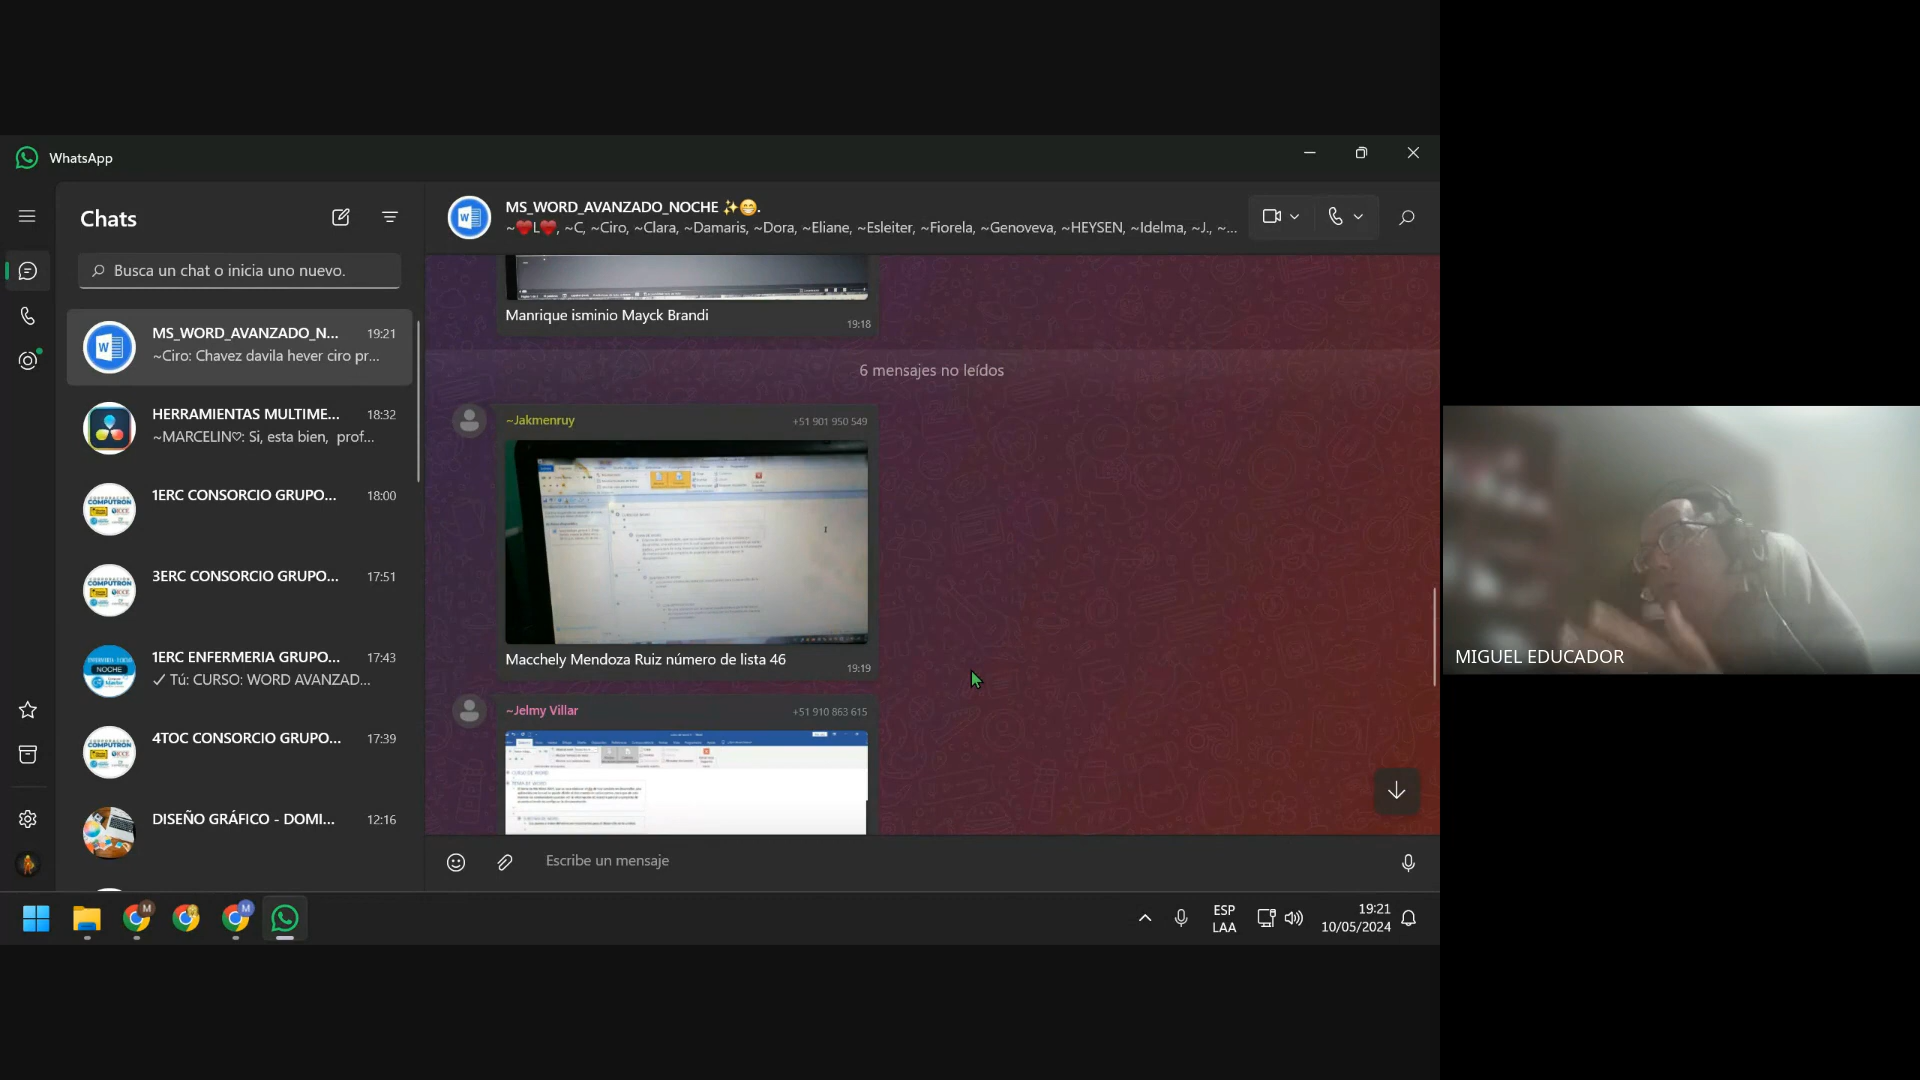 WhatsApp
Chats
Busca un chat o inicia uno nuevo.
MS_WORD_AVANZADO_N... 19:21
~Ciro: Chavez davila hever ciro pr...
HERRAMIENTAS MULTIME... 18:32
~MARCELIN♡: Si, esta bien, prof...
1ERC CONSORCIO GRUPO... 18:00
3ERC CONSORCIO GRUPO... 17:51
1ERC ENFERMERIA GRUPO... 17:43
✓ Tú: CURSO: WORD AVANZAD...
4TOC CONSORCIO GRUPO... 17:39
DISEÑO GRÁFICO - DOMI... 12:16
MS_WORD_AVANZADO_NOCHE ✨😁.
~❤️L❤️, ~C, ~Ciro, ~Clara, ~Damaris, ~Dora, ~Eliane, ~Esleiter, ~Fiorela, ~Genoveva, ~HEYSEN, ~Idelma, ~J., ~...
Manrique isminio Mayck Brandi
19:18
6 mensajes no leídos
~Jakmenruy +51 901 950 549
Macchely Mendoza Ruiz número de lista 46
19:19
~Jelmy Villar +51 910 863 615
Escribe un mensaje
ESP
LAA
19:21
10/05/2024
MIGUEL EDUCADOR